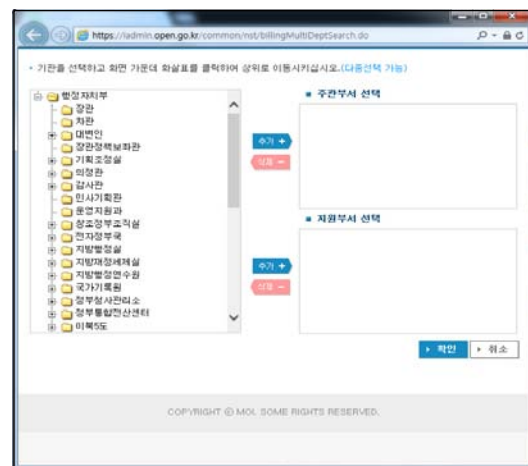 https://iadmin.open.go.kr/common/nst/billingMultiDeptSearch.do
• 기관을 선택하고 화면 가운데 화살표를 클릭하여 상위로 이동시키십시오.(다중선택 가능)
행정자치부
장관
차관
대변인
장관정책보좌관
기획조정실
의정관
감사관
인사기획관
운영지원과
창조정부조직실
전자정부국
지방행정실
지방재정세제실
지방행정연수원
국가기록원
정부청사관리소
정부통합전산센터
이북5도
추가 +
삭제 −
추가 +
삭제 −
■ 주관부서 선택
■ 지원부서 선택
확인
취소
COPYRIGHT © MOI. SOME RIGHTS RESERVED.